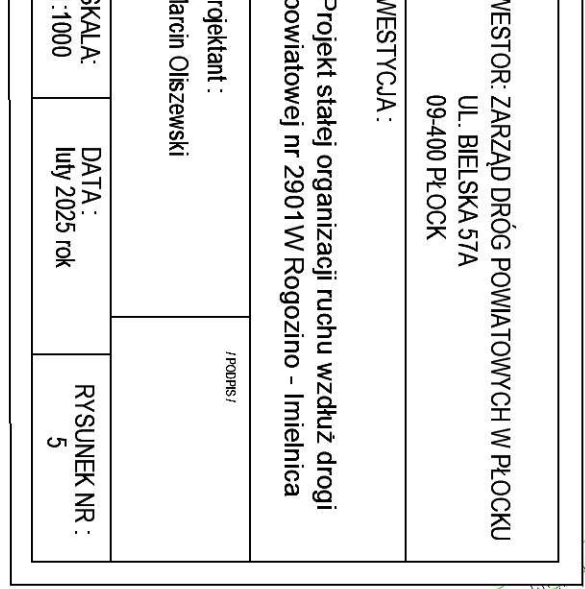 WESTOR: ZARZĄD DRÓG POWIATOWYCH W PŁOCKU
UL. BIELSKA 57A
09-400 PŁOCK
WESTYCJA :
Projekt stałej organizacji ruchu wzdłuż drogi
powiatowej nr 2901W Rogozino - Imielnica
rojektant :
Marcin Oliszewski
/ PODPIS /
SKALA:
:1000
DATA :
luty 2025 rok
RYSUNEK NR :
5